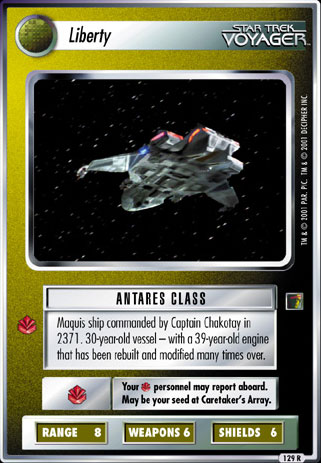 Liberty
STAR TREK
VOYAGER™
TM & © 2001 PAR. PIC. TM & © 2001 DECIPHER INC.
ANTARES CLASS
Maquis ship commanded by Captain Chakotay in
2371. 30-year-old vessel – with a 39-year-old engine
that has been rebuilt and modified many times over.
Your personnel may report aboard.
May be your seed at Caretaker's Array.
RANGE 8 WEAPONS 6 SHIELDS 6
129 R